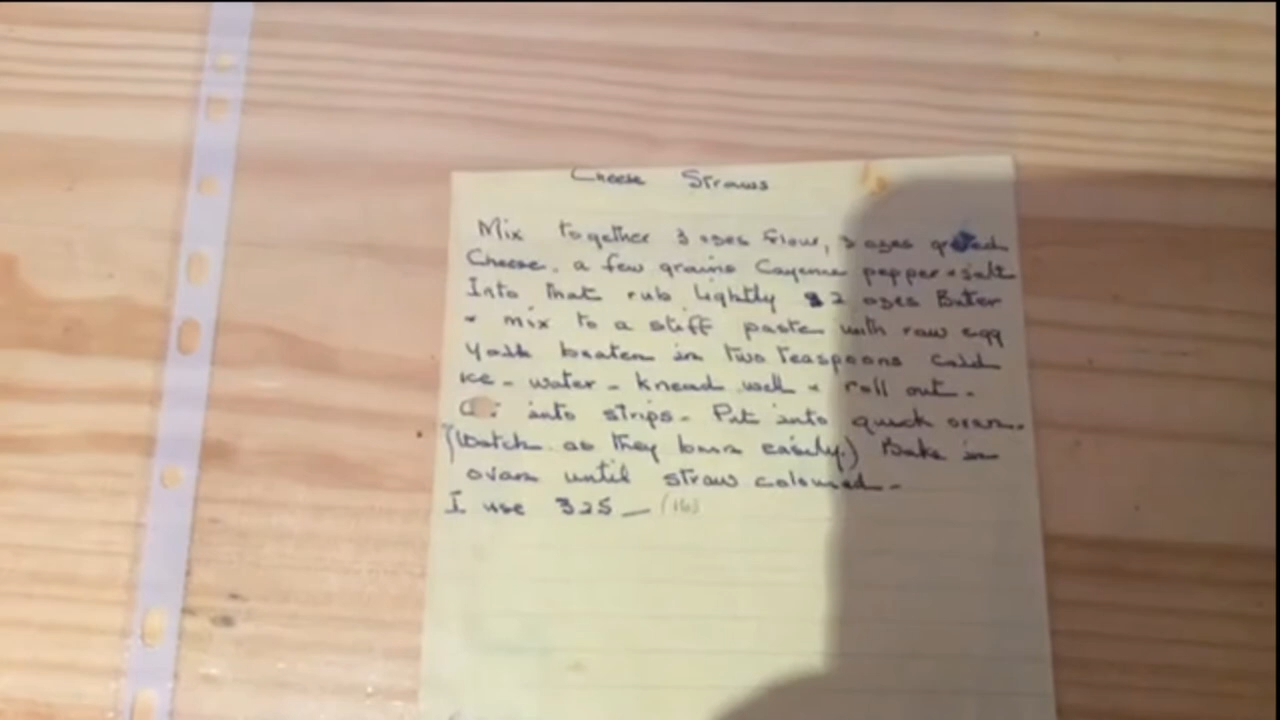 Cheese Straws
Mix together 3 ozes flour, 3 ozes grated
Cheese, a few grains Cayenne pepper + salt
Into that rub lightly 2 ozes Butter
+ mix to a stiff paste with raw egg
yolk beaten in two teaspoons cold
ice - water - knead well + roll out -
into strips - Put into quick oven -
(Watch as they burn easily.) Bake in
oven until straw coloured -
I use 325 —